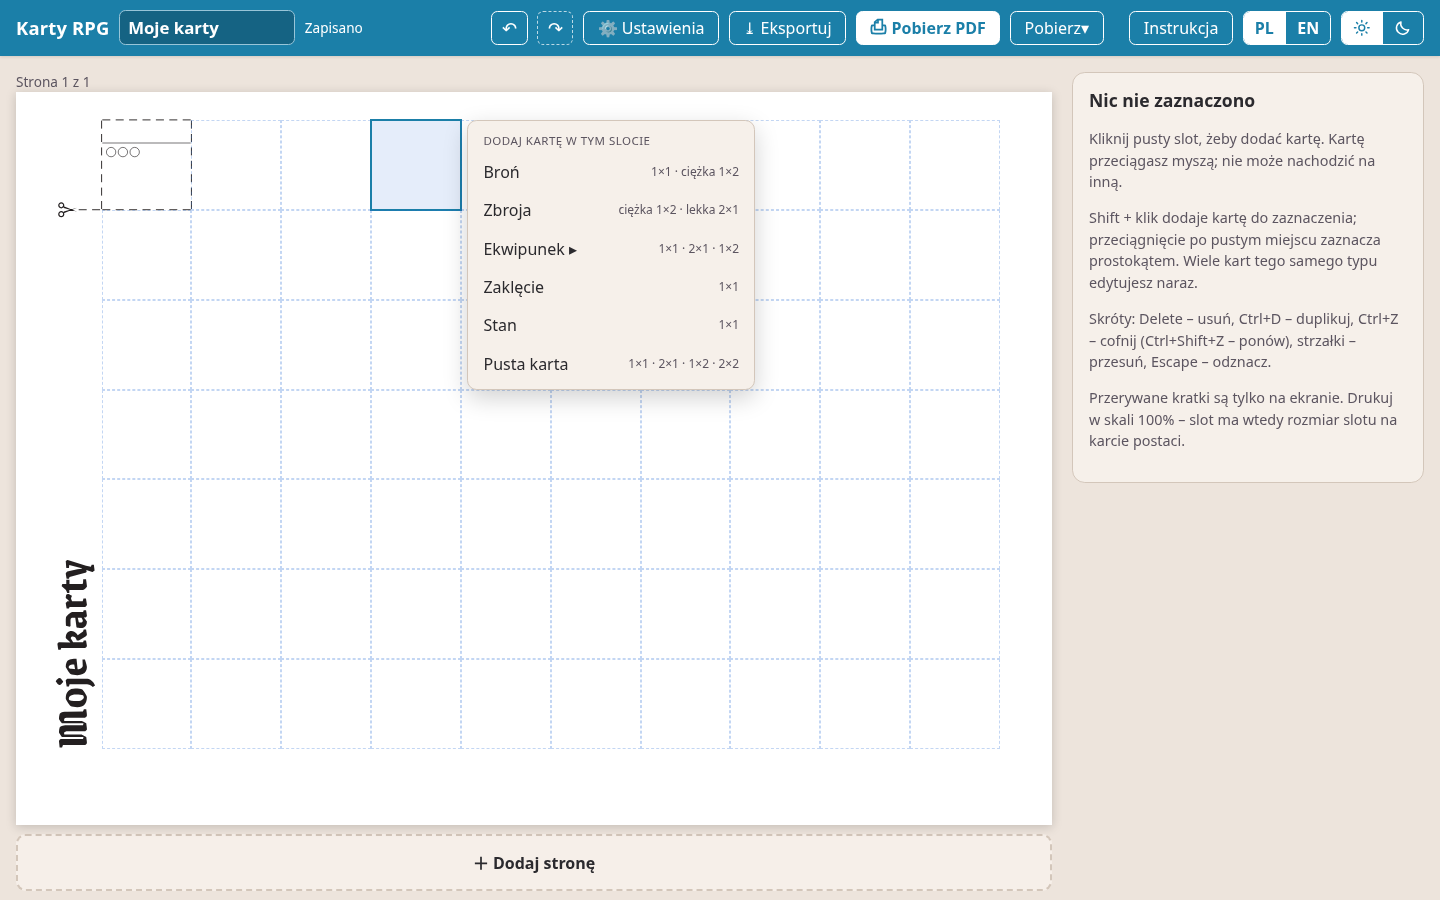 Karty RPG
Moje karty
Zapisano
↶
↷
⚙️ Ustawienia
⤓ Eksportuj
Pobierz PDF
Pobierz▾
Instrukcja
PL
EN
Strona 1 z 1
DODAJ KARTĘ W TYM SLOCIE
Broń 1×1 · ciężka 1×2
Zbroja ciężka 1×2 · lekka 2×1
Ekwipunek ▸ 1×1 · 2×1 · 1×2
Zaklęcie 1×1
Stan 1×1
Pusta karta 1×1 · 2×1 · 1×2 · 2×2
Moje karty
+ Dodaj stronę
Nic nie zaznaczono
Kliknij pusty slot, żeby dodać kartę. Kartę
przeciągasz myszą; nie może nachodzić na
inną.
Shift + klik dodaje kartę do zaznaczenia;
przeciągnięcie po pustym miejscu zaznacza
prostokątem. Wiele kart tego samego typu
edytujesz naraz.
Skróty: Delete – usuń, Ctrl+D – duplikuj, Ctrl+Z
– cofnij (Ctrl+Shift+Z – ponów), strzałki –
przesuń, Escape – odznacz.
Przerywane kratki są tylko na ekranie. Drukuj
w skali 100% – slot ma wtedy rozmiar slotu na
karcie postaci.